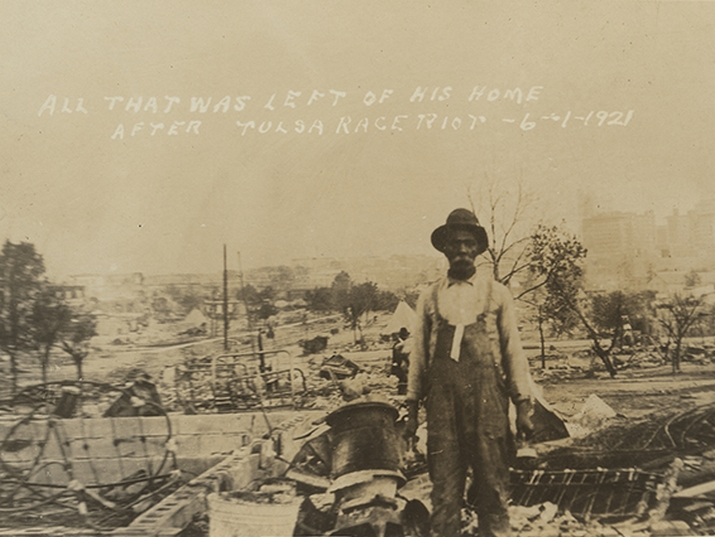 ALL THAT WAS LEFT OF HIS HOME
AFTER TULSA RACE RIOT - 6-1-1921